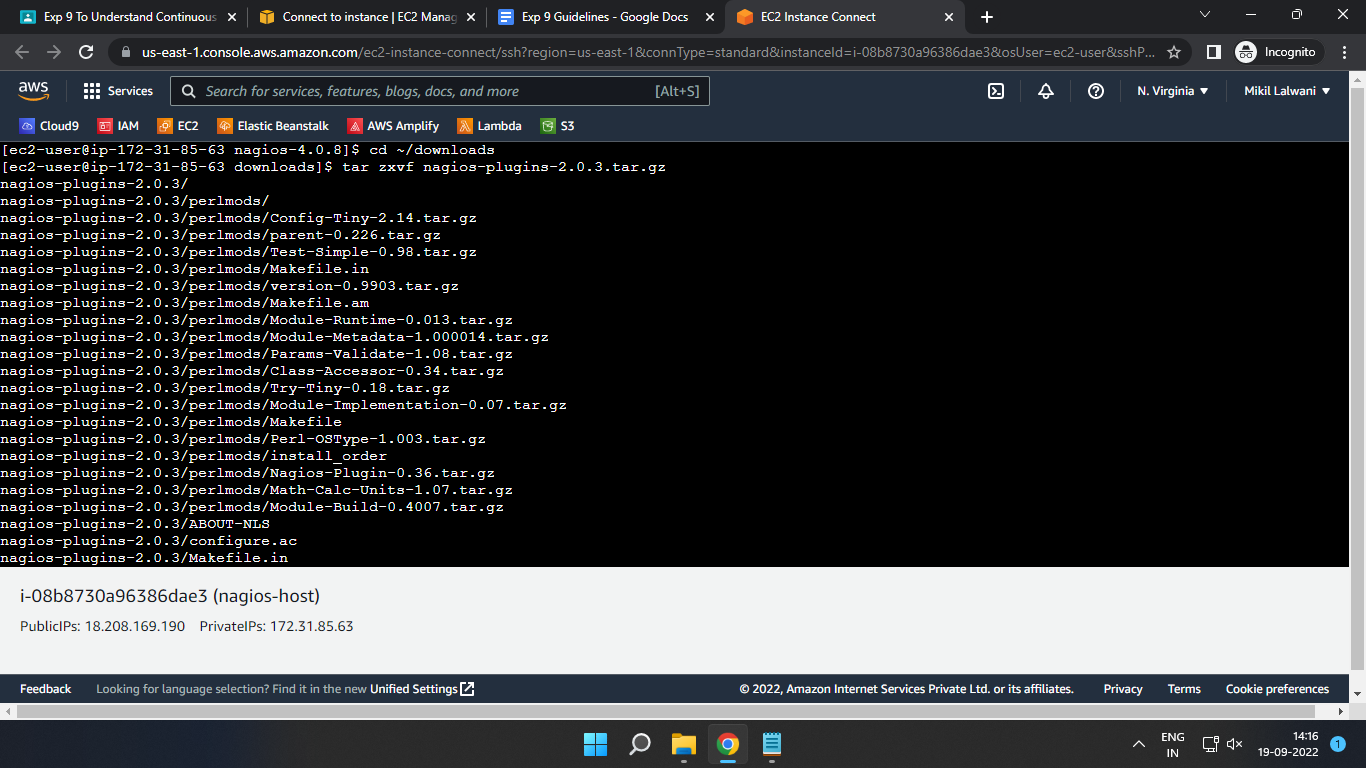 Exp 9 To Understand Continuous
Connect to instance | EC2 Manag
Exp 9 Guidelines - Google Docs
EC2 Instance Connect
us-east-1.console.aws.amazon.com/ec2-instance-connect/ssh?region=us-east-1&connType=standard&instanceId=i-08b8730a96386dae3&osUser=ec2-user&sshP...
Incognito
aws
Services
Search for services, features, blogs, docs, and more
[Alt+S]
N. Virginia
Mikil Lalwani
Cloud9
IAM
EC2
Elastic Beanstalk
AWS Amplify
Lambda
S3
[ec2-user@ip-172-31-85-63 nagios-4.0.8]$ cd ~/downloads
[ec2-user@ip-172-31-85-63 downloads]$ tar zxvf nagios-plugins-2.0.3.tar.gz
nagios-plugins-2.0.3/
nagios-plugins-2.0.3/perlmods/
nagios-plugins-2.0.3/perlmods/Config-Tiny-2.14.tar.gz
nagios-plugins-2.0.3/perlmods/parent-0.226.tar.gz
nagios-plugins-2.0.3/perlmods/Test-Simple-0.98.tar.gz
nagios-plugins-2.0.3/perlmods/Makefile.in
nagios-plugins-2.0.3/perlmods/version-0.9903.tar.gz
nagios-plugins-2.0.3/perlmods/Makefile.am
nagios-plugins-2.0.3/perlmods/Module-Runtime-0.013.tar.gz
nagios-plugins-2.0.3/perlmods/Module-Metadata-1.000014.tar.gz
nagios-plugins-2.0.3/perlmods/Params-Validate-1.08.tar.gz
nagios-plugins-2.0.3/perlmods/Class-Accessor-0.34.tar.gz
nagios-plugins-2.0.3/perlmods/Try-Tiny-0.18.tar.gz
nagios-plugins-2.0.3/perlmods/Module-Implementation-0.07.tar.gz
nagios-plugins-2.0.3/perlmods/Makefile
nagios-plugins-2.0.3/perlmods/Perl-OSType-1.003.tar.gz
nagios-plugins-2.0.3/perlmods/install_order
nagios-plugins-2.0.3/perlmods/Nagios-Plugin-0.36.tar.gz
nagios-plugins-2.0.3/perlmods/Math-Calc-Units-1.07.tar.gz
nagios-plugins-2.0.3/perlmods/Module-Build-0.4007.tar.gz
nagios-plugins-2.0.3/ABOUT-NLS
nagios-plugins-2.0.3/configure.ac
nagios-plugins-2.0.3/Makefile.in
i-08b8730a96386dae3 (nagios-host)
PublicIPs: 18.208.169.190 PrivateIPs: 172.31.85.63
Feedback
Looking for language selection? Find it in the new Unified Settings
© 2022, Amazon Internet Services Private Ltd. or its affiliates.
Privacy
Terms
Cookie preferences
ENG
IN
14:16
19-09-2022
1